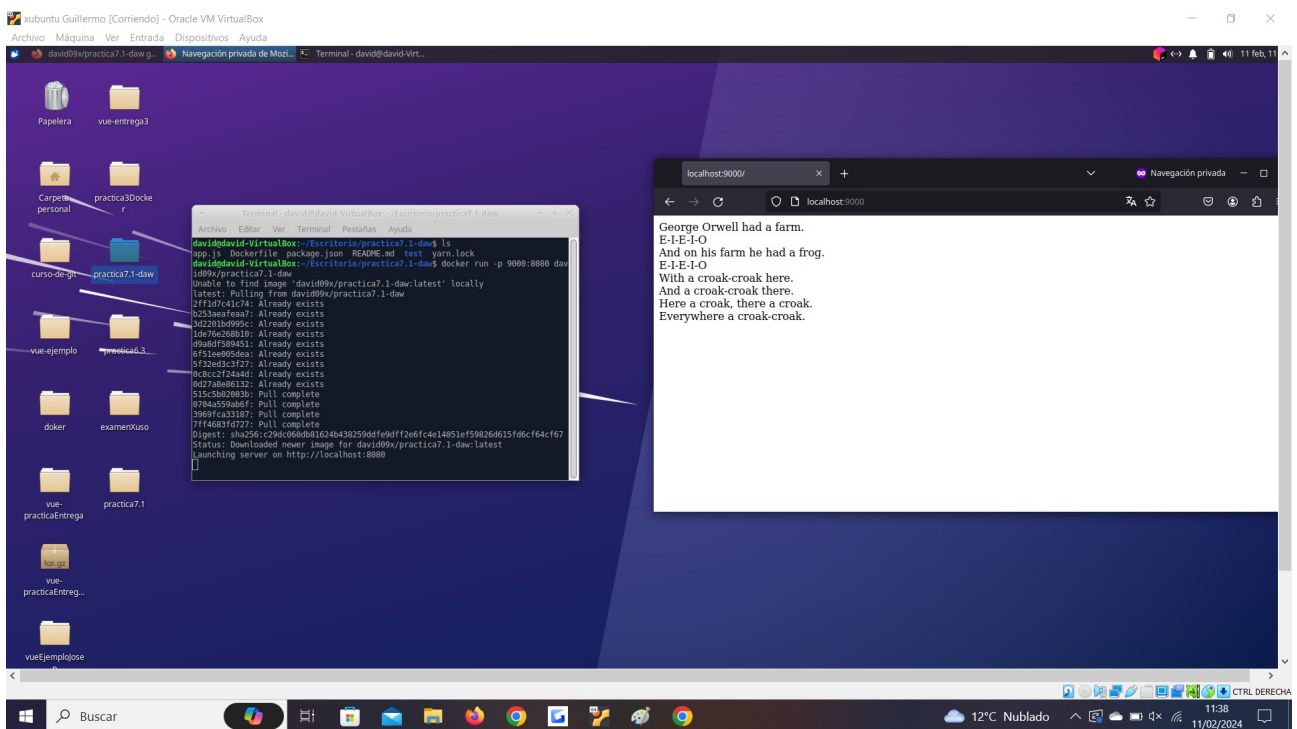 xubuntu Guillermo [Corriendo] - Oracle VM VirtualBox
Archivo Máquina Ver Entrada Dispositivos Ayuda
david09x/practica7.1-daw g... Navegación privada de Mozi... Terminal - david@david-Virt... 11 feb, 11
Papelera vue-entrega3
Carpeta personal
practica3Docker
curso-de-git practica7.1-daw
vue-ejemplo practica6.3
doker examenXuso
vue-practicaEntrega
practica7.1
tar.gz
vue-practicaEntreg...
vueEjemploJose
Terminal - david@david-VirtualBox: ~/Escritorio/practica7.1-daw
Archivo Editar Ver Terminal Pestañas Ayuda
david@david-VirtualBox:~/Escritorio/practica7.1-daw$ ls
app.js Dockerfile package.json README.md test yarn.lock
david@david-VirtualBox:~/Escritorio/practica7.1-daw$ docker run -p 9000:8080 dav
id09x/practica7.1-daw
Unable to find image 'david09x/practica7.1-daw:latest' locally
latest: Pulling from david09x/practica7.1-daw
2ff1d7c41c74: Already exists
b253aeafeaa7: Already exists
3d2201bd995c: Already exists
1de76e268b10: Already exists
d9a8df589451: Already exists
6f51ee005dea: Already exists
5f32ed3c3f27: Already exists
0c8cc2f24a4d: Already exists
0d27a8e86132: Already exists
515c5b02003b: Pull complete
0704a559ab6f: Pull complete
3969fca33187: Pull complete
7ff4683fd727: Pull complete
Digest: sha256:c29dc060db81624b438259ddfe9dff2e6fc4e14051ef59826d615fd6cf64cf67
Status: Downloaded newer image for david09x/practica7.1-daw:latest
Launching server on http://localhost:8080
localhost:9000/ Navegación privada
localhost:9000
George Orwell had a farm.
E-I-E-I-O
And on his farm he had a frog.
E-I-E-I-O
With a croak-croak here.
And a croak-croak there.
Here a croak, there a croak.
Everywhere a croak-croak.
CTRL DERECHA
Buscar 12°C Nublado 11:38
11/02/2024